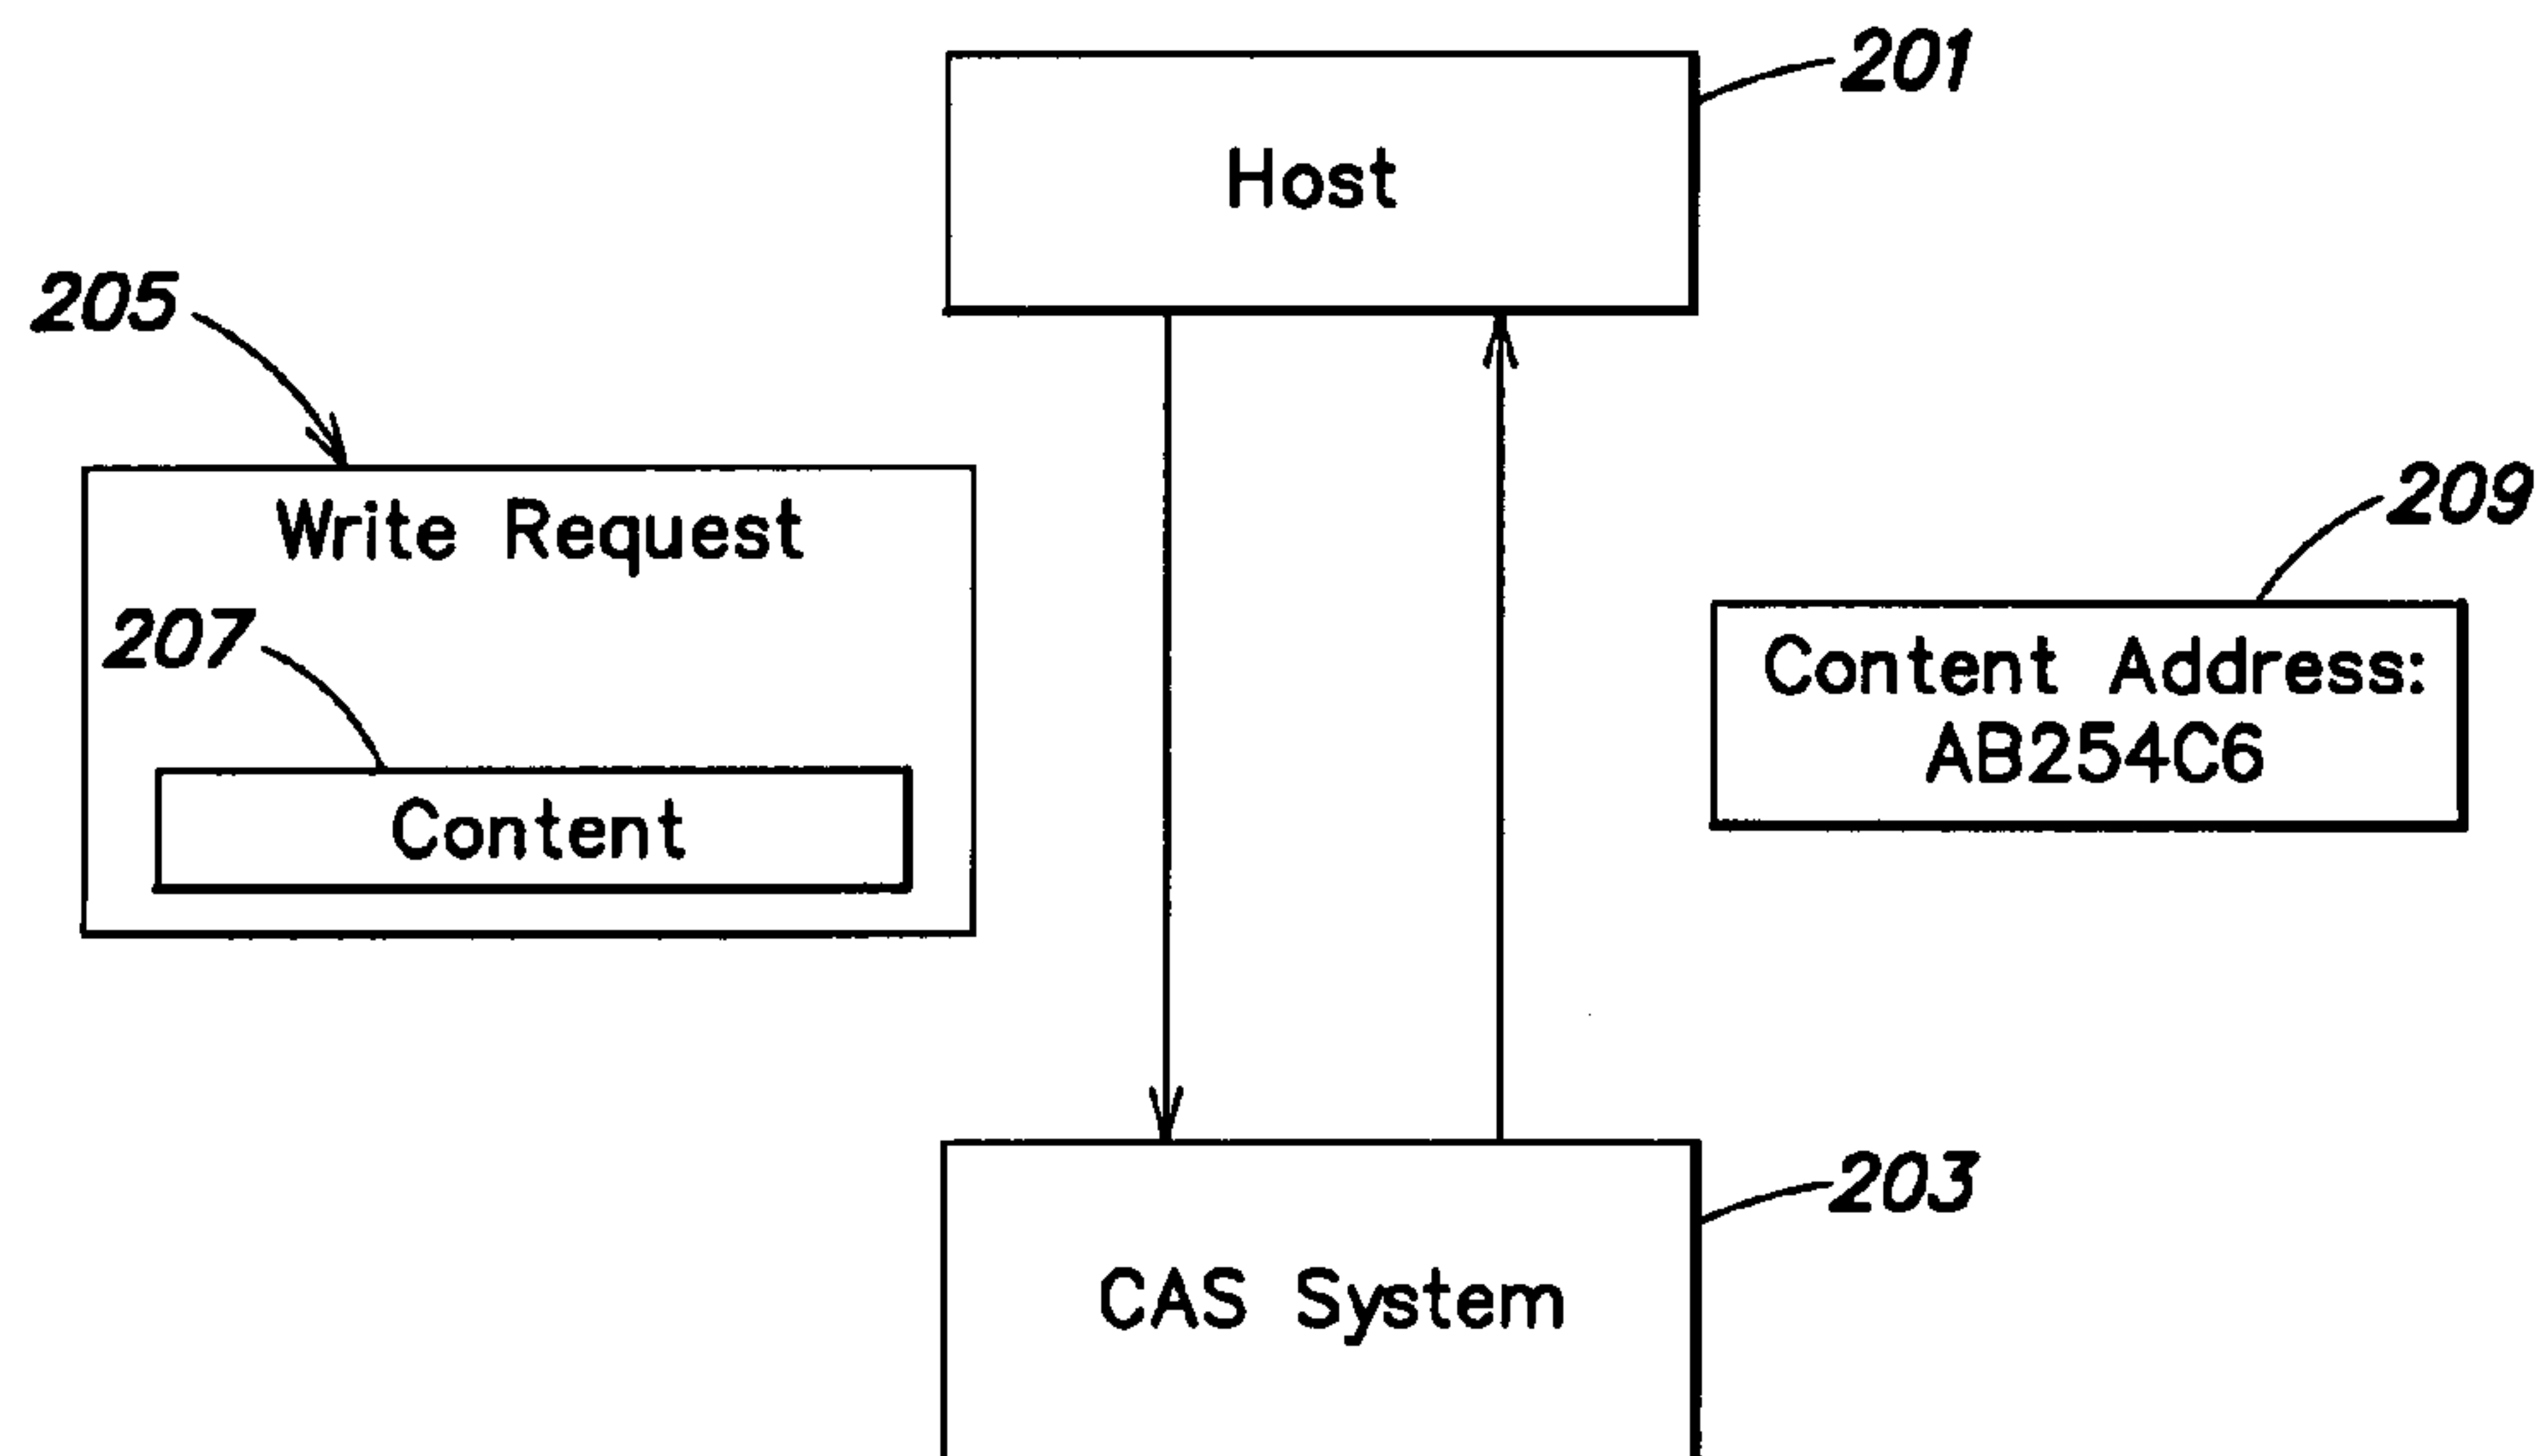 201
Host
205
Write Request
209
207
Content Address:
AB254C6
Content
203
CAS System